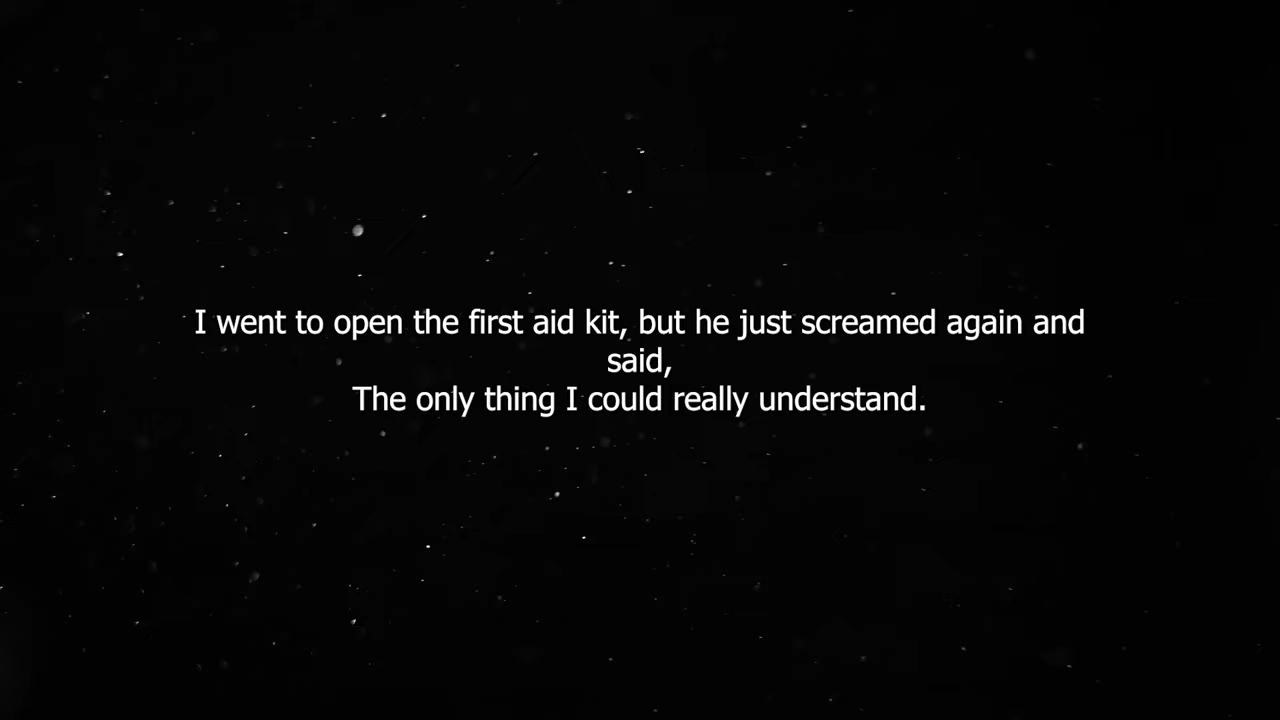 I went to open the first aid kit, but he just screamed again and
said,
The only thing I could really understand.